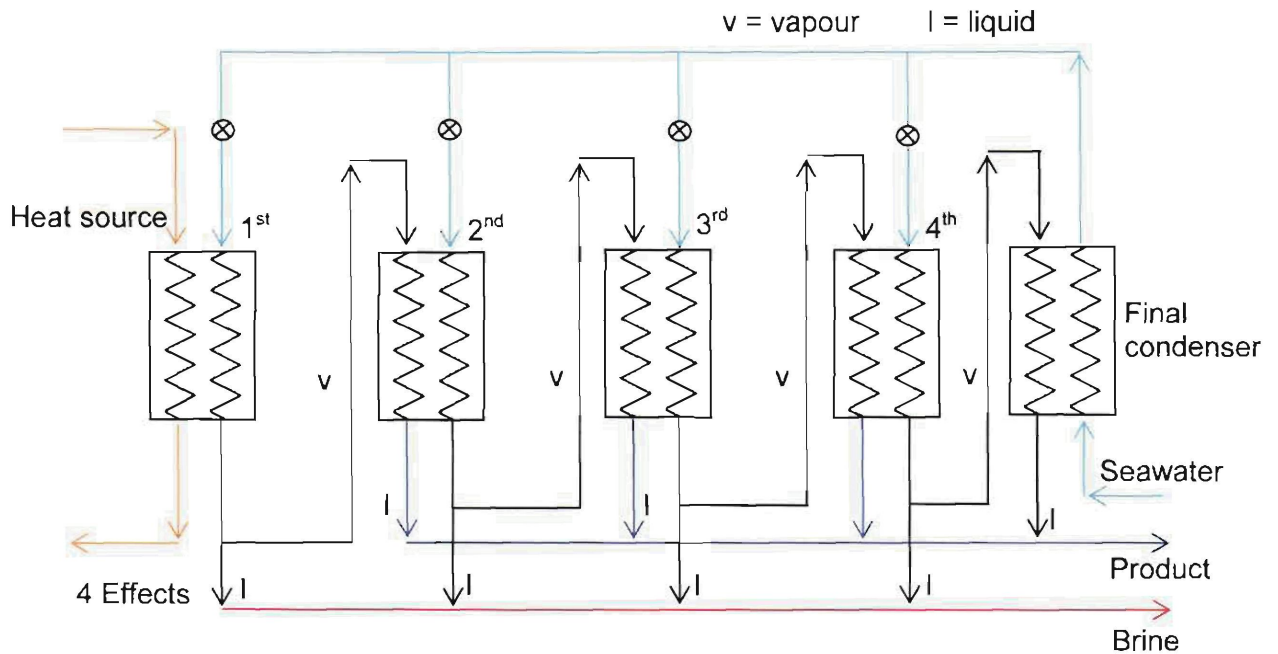 v = vapour l = liquid
Heat source
1st
2nd
3rd
4th
Final
condenser
v
v
v
v
Seawater
l
l
l
Product
4 Effects
l
l
l
l
Brine